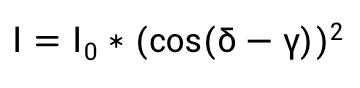 I = I₀ * (cos(δ − γ))²